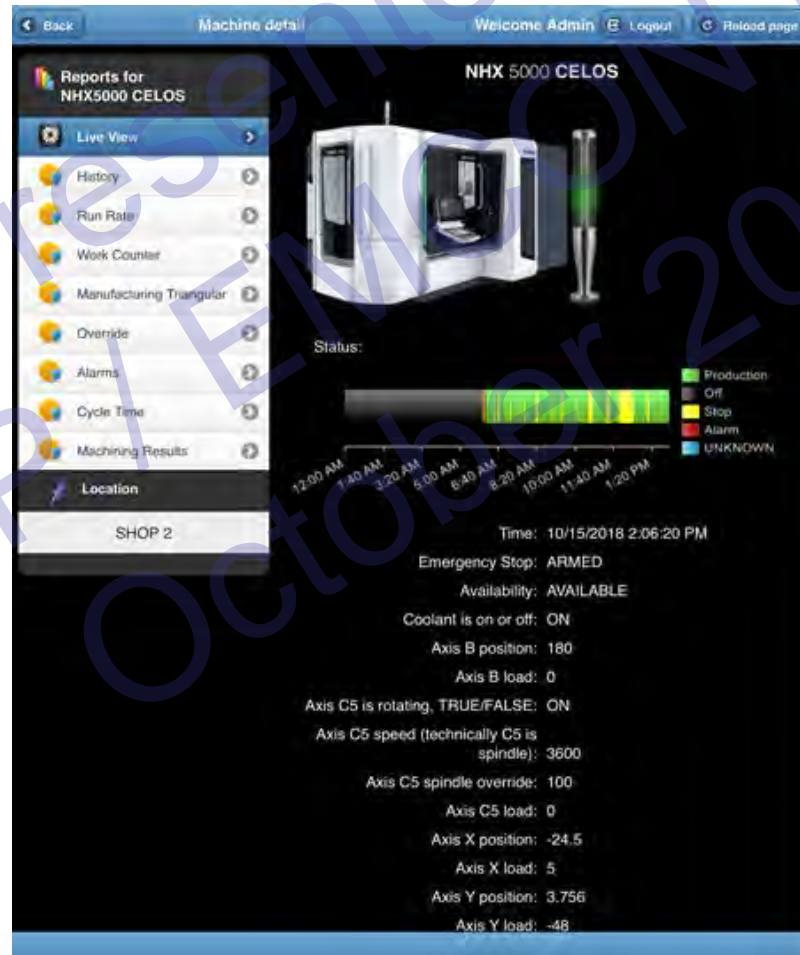 Back
Machine detail
Welcome Admin
Logout
Reload page
Reports for
NHX5000 CELOS
Live View
History
Run Rate
Work Counter
Manufacturing Triangular
Override
Alarms
Cycle Time
Machining Results
Location
SHOP 2
NHX 5000 CELOS
Status:
Production
Off
Stop
Alarm
UNKNOWN
12:00 AM 1:40 AM 3:20 AM 5:00 AM 6:40 AM 8:20 AM 10:00 AM 11:40 AM 1:20 PM
Time: 10/15/2018 2:06:20 PM
Emergency Stop: ARMED
Availability: AVAILABLE
Coolant is on or off: ON
Axis B position: 180
Axis B load: 0
Axis C5 is rotating, TRUE/FALSE: ON
Axis C5 speed (technically C5 is
spindle): 3600
Axis C5 spindle override: 100
Axis C5 load: 0
Axis X position: -24.5
Axis X load: 5
Axis Y position: 3.756
Axis Y load: -48
EMCON
October 20